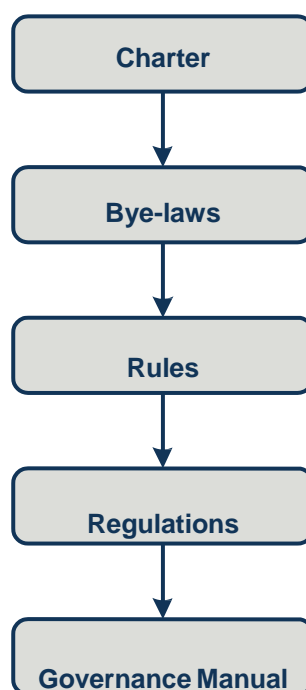 Charter
Bye-laws
Rules
Regulations
Governance Manual